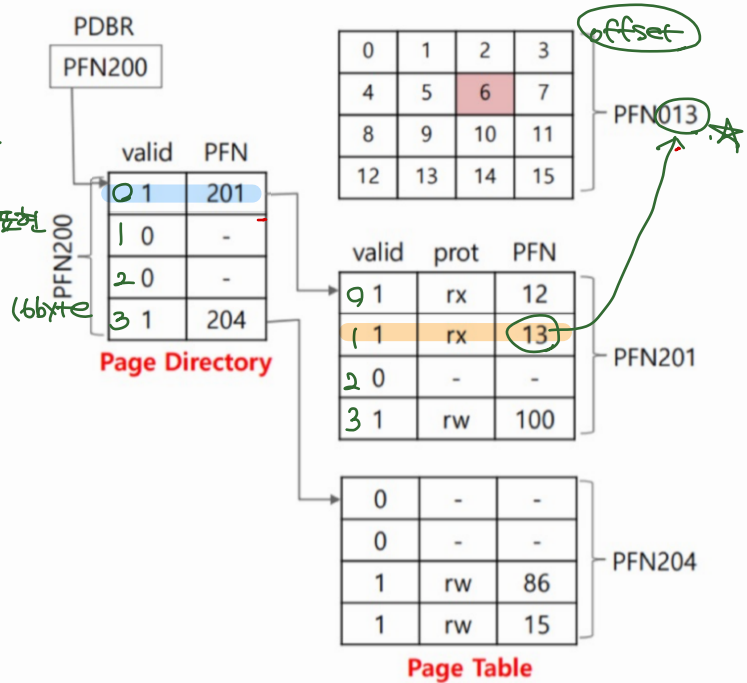 PDBR
PFN200
offset
0 1 2 3
4 5 6 7
8 9 10 11
12 13 14 15
PFN013
valid PFN
0 1 201
1 0 -
2 0 -
3 1 204
PFN200
표현
(6byte
Page Directory
valid prot PFN
0 1 rx 12
1 1 rx 13
2 0 - -
3 1 rw 100
PFN201
0 - -
0 - -
1 rw 86
1 rw 15
PFN204
Page Table